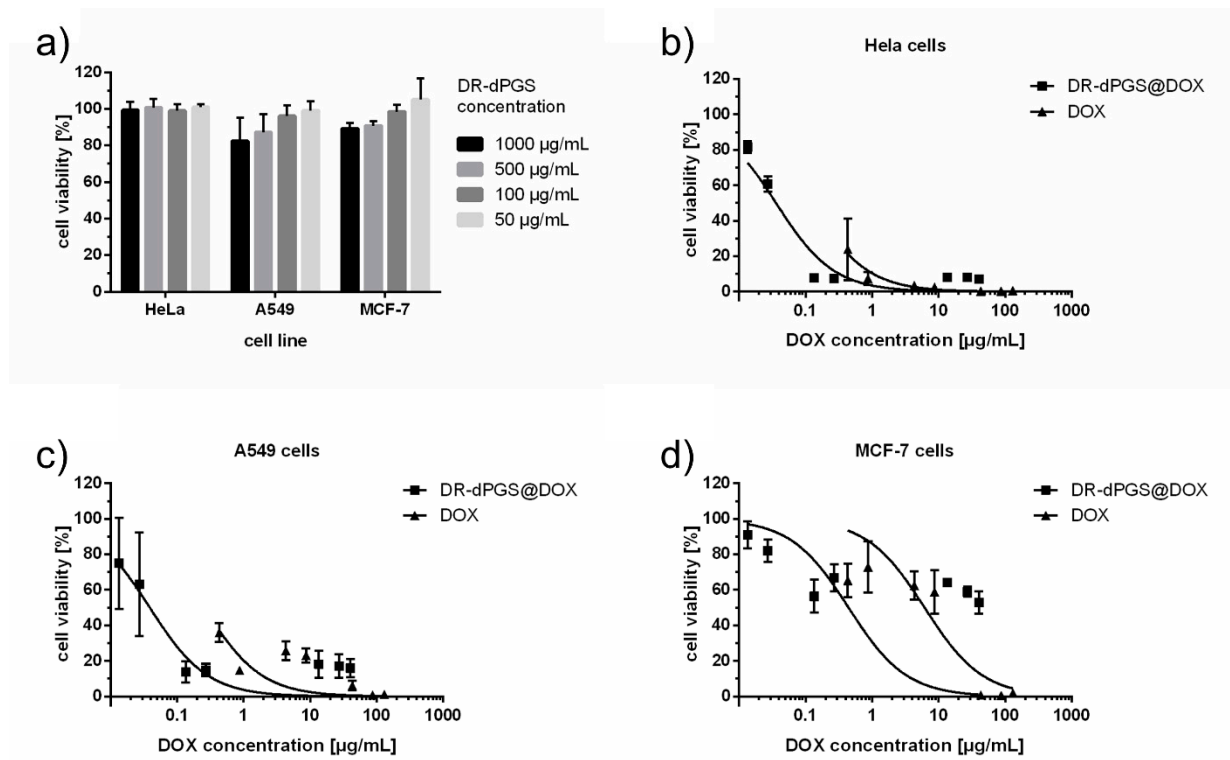 a)
120
100
80
60
40
20
0
cell viability [%]
HeLa
A549
MCF-7
cell line
DR-dPGS
concentration
1000 µg/mL
500 µg/mL
100 µg/mL
50 µg/mL
b)
Hela cells
120
100
80
60
40
20
0
cell viability [%]
0.1
1
10
100
1000
DOX concentration [µg/mL]
DR-dPGS@DOX
DOX
c)
A549 cells
120
100
80
60
40
20
0
cell viability [%]
0.1
1
10
100
1000
DOX concentration [µg/mL]
DR-dPGS@DOX
DOX
d)
MCF-7 cells
120
100
80
60
40
20
0
cell viability [%]
0.1
1
10
100
1000
DOX concentration [µg/mL]
DR-dPGS@DOX
DOX